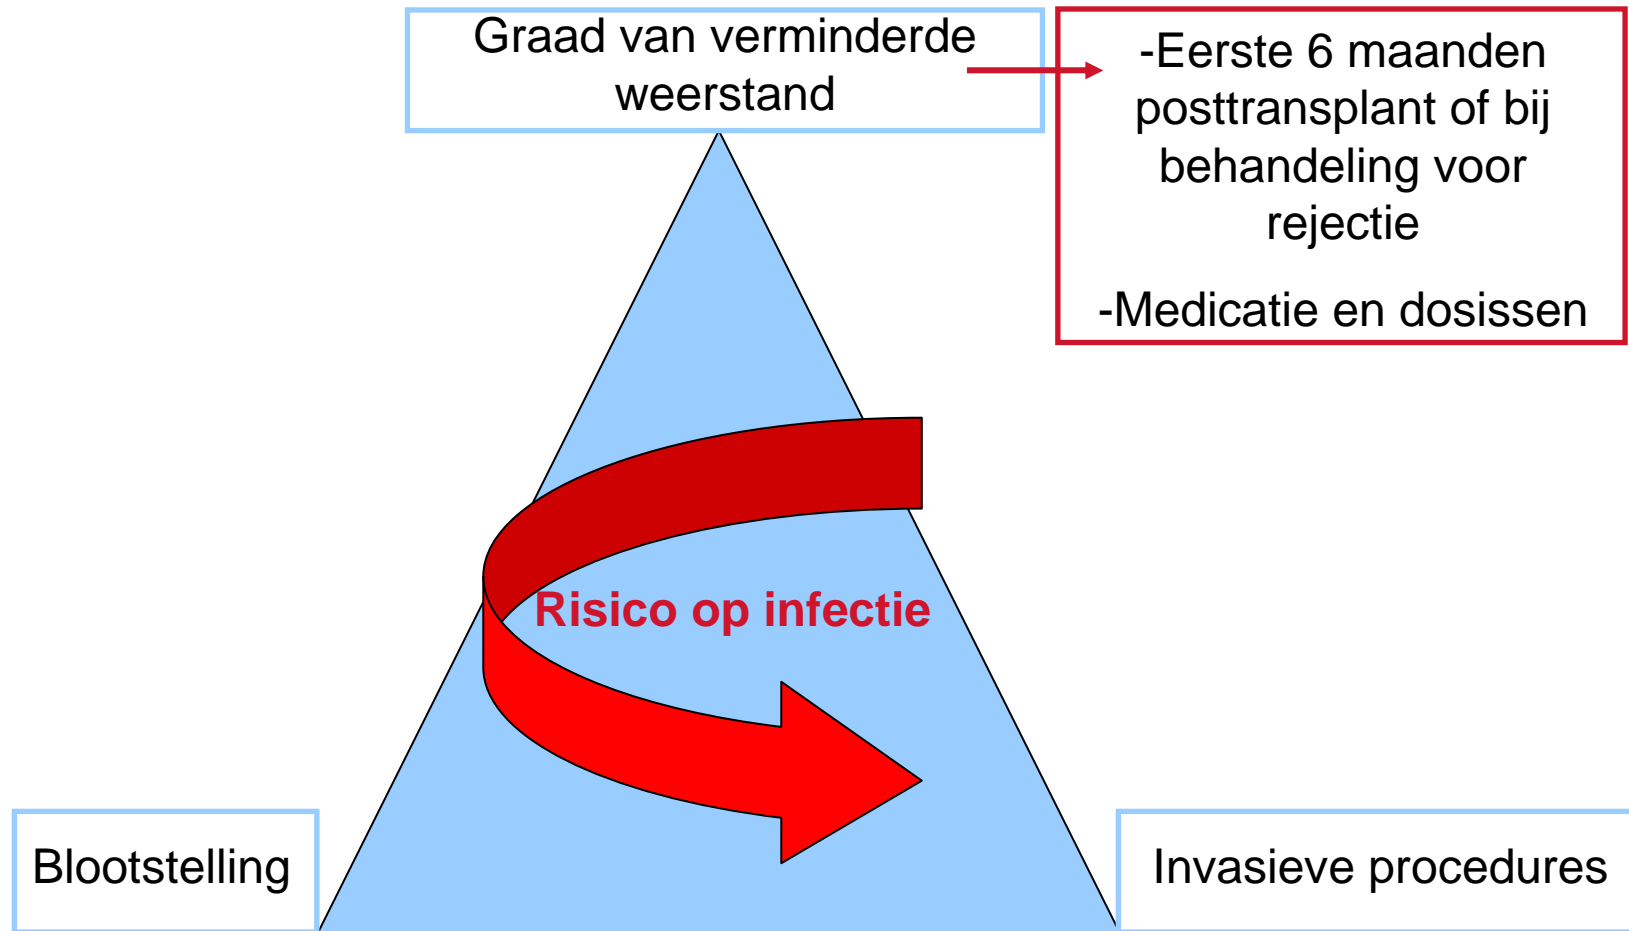 Graad van verminderde
weerstand
-Eerste 6 maanden
posttransplant of bij
behandeling voor
rejectie
-Medicatie en dosissen
Risico op infectie
Blootstelling
Invasieve procedures